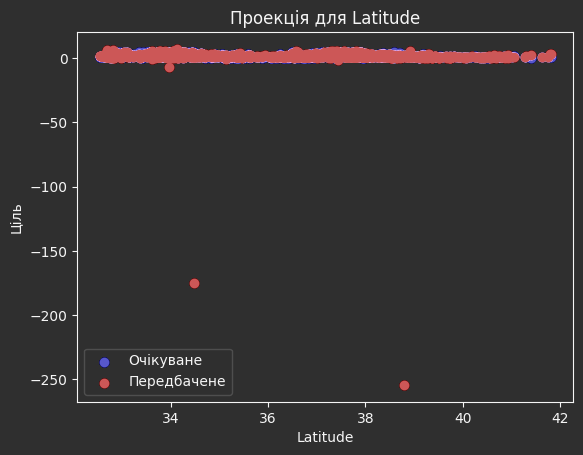 Проекція для Latitude
0
−50
−100
−150
−200
−250
Ціль
Очікуване
Передбачене
34
36
38
40
42
Latitude